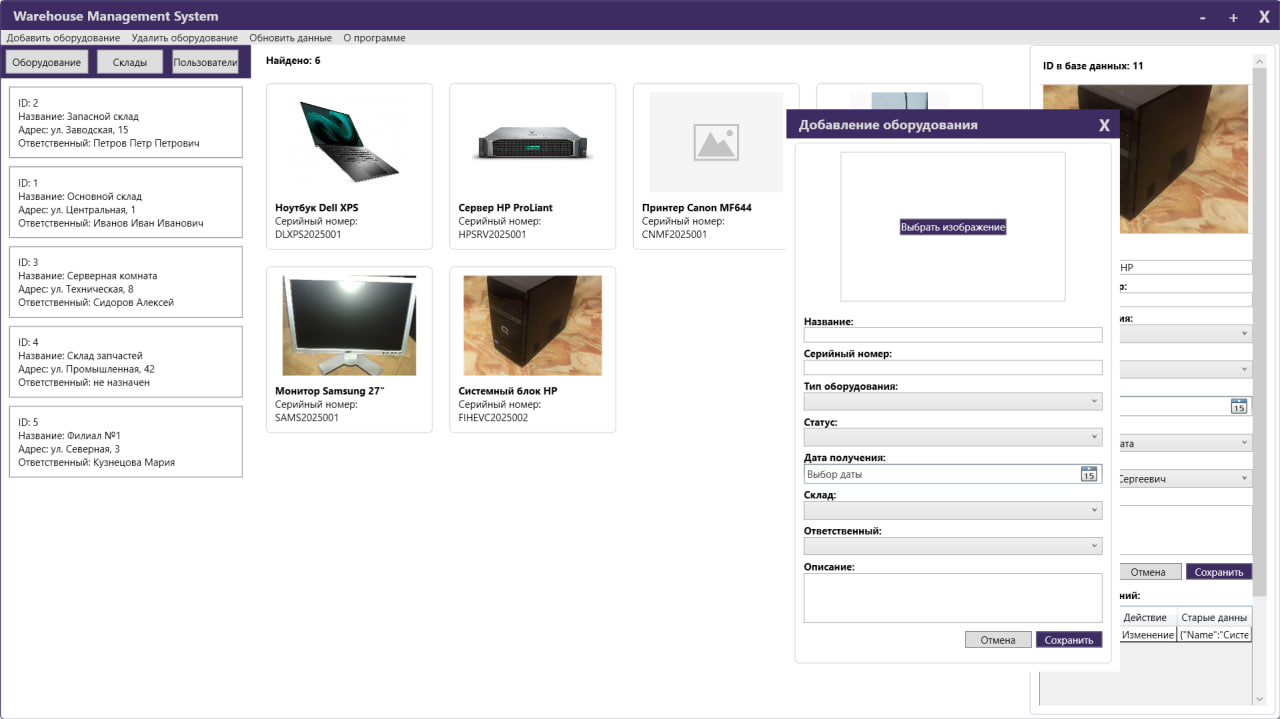 Warehouse Management System
- + X
Добавить оборудование Удалить оборудование Обновить данные О программе
Оборудование Склады Пользователи
ID: 2
Название: Запасной склад
Адрес: ул. Заводская, 15
Ответственный: Петров Петр Петрович
ID: 1
Название: Основной склад
Адрес: ул. Центральная, 1
Ответственный: Иванов Иван Иванович
ID: 3
Название: Серверная комната
Адрес: ул. Техническая, 8
Ответственный: Сидоров Алексей
ID: 4
Название: Склад запчастей
Адрес: ул. Промышленная, 42
Ответственный: не назначен
ID: 5
Название: Филиал №1
Адрес: ул. Северная, 3
Ответственный: Кузнецова Мария
Найдено: 6
Ноутбук Dell XPS
Серийный номер:
DLXPS2025001
Сервер HP ProLiant
Серийный номер:
HPSRV2025001
Принтер Canon MF644
Серийный номер:
CNMF2025001
Монитор Samsung 27"
Серийный номер:
SAMS2025001
Системный блок HP
Серийный номер:
FIHEVC2025002
Добавление оборудования X
Выбрать изображение
Название:
Серийный номер:
Тип оборудования:
Статус:
Дата получения:
Выбор даты 15
Склад:
Ответственный:
Описание:
Отмена Сохранить
ID в базе данных: 11
HP
р:
ия:
15
ата
Сергеевич
Отмена Сохранить
ний:
Действие Старые данны
Изменение {"Name":"Систе